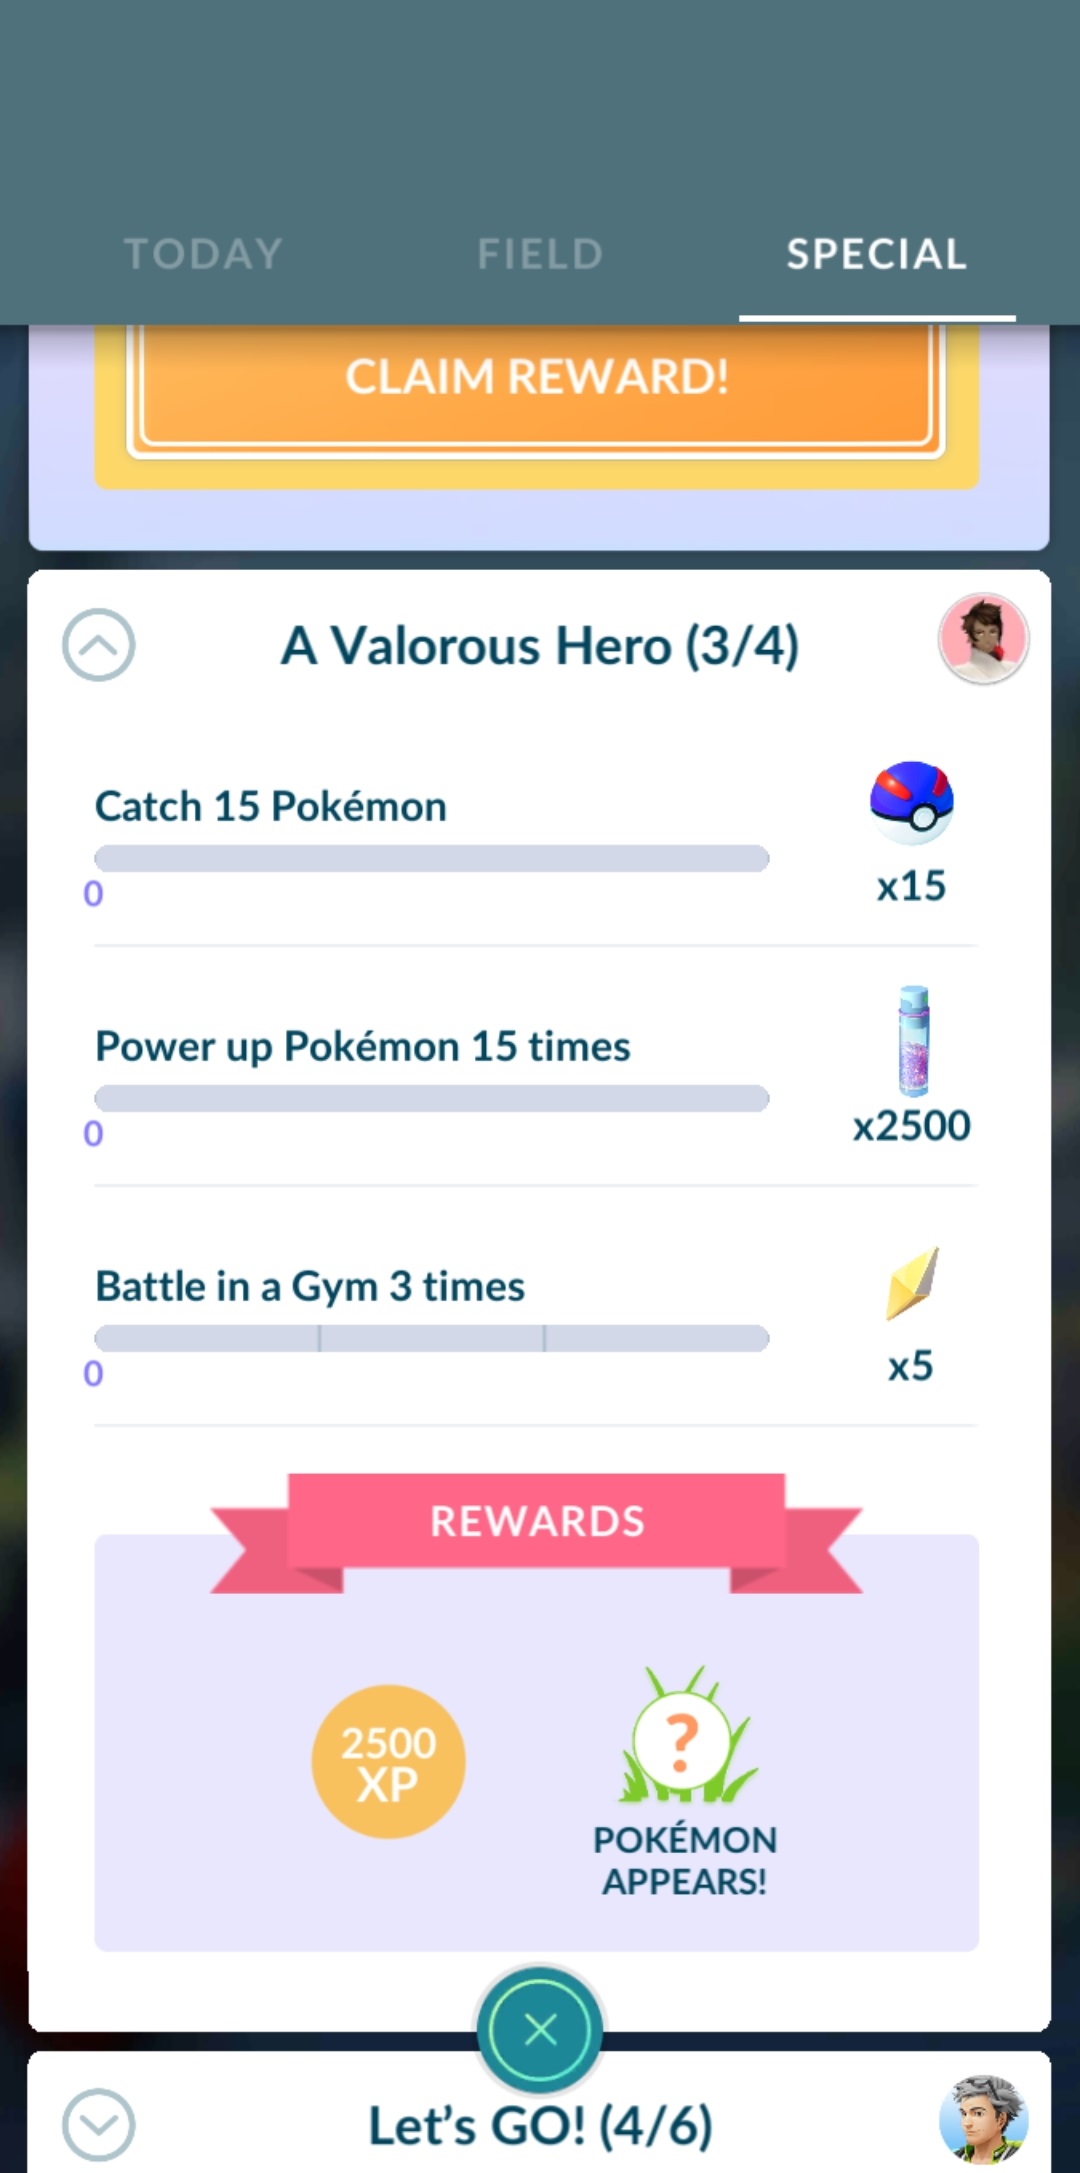 TODAY FIELD SPECIAL
CLAIM REWARD!
A Valorous Hero (3/4)
Catch 15 Pokémon
0
x15
Power up Pokémon 15 times
0
x2500
Battle in a Gym 3 times
0
x5
REWARDS
2500
XP
?
POKÉMON
APPEARS!
Let's GO! (4/6)